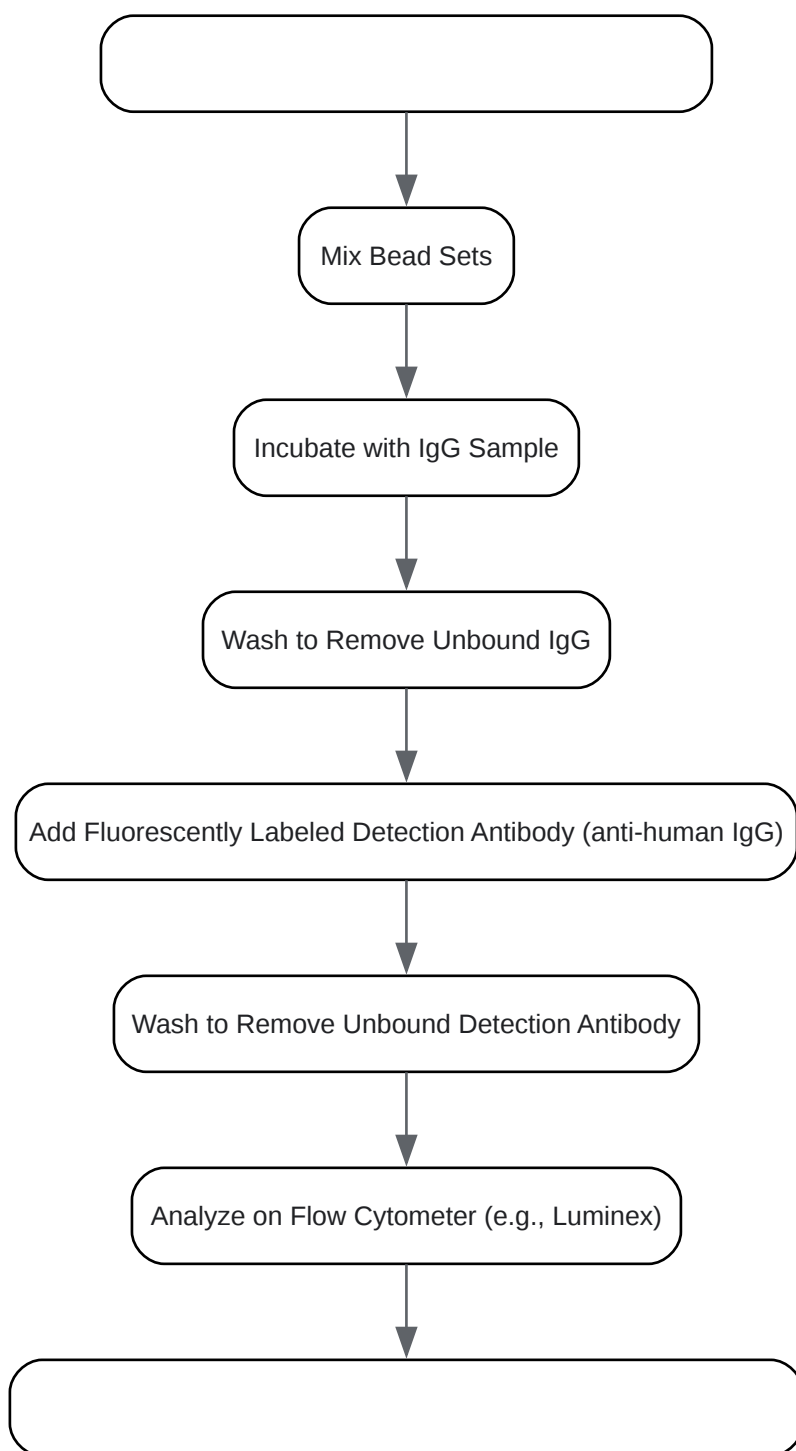 Mix Bead Sets
Incubate with IgG Sample
Wash to Remove Unbound IgG
Add Fluorescently Labeled Detection Antibody (anti-human IgG)
Wash to Remove Unbound Detection Antibody
Analyze on Flow Cytometer (e.g., Luminex)